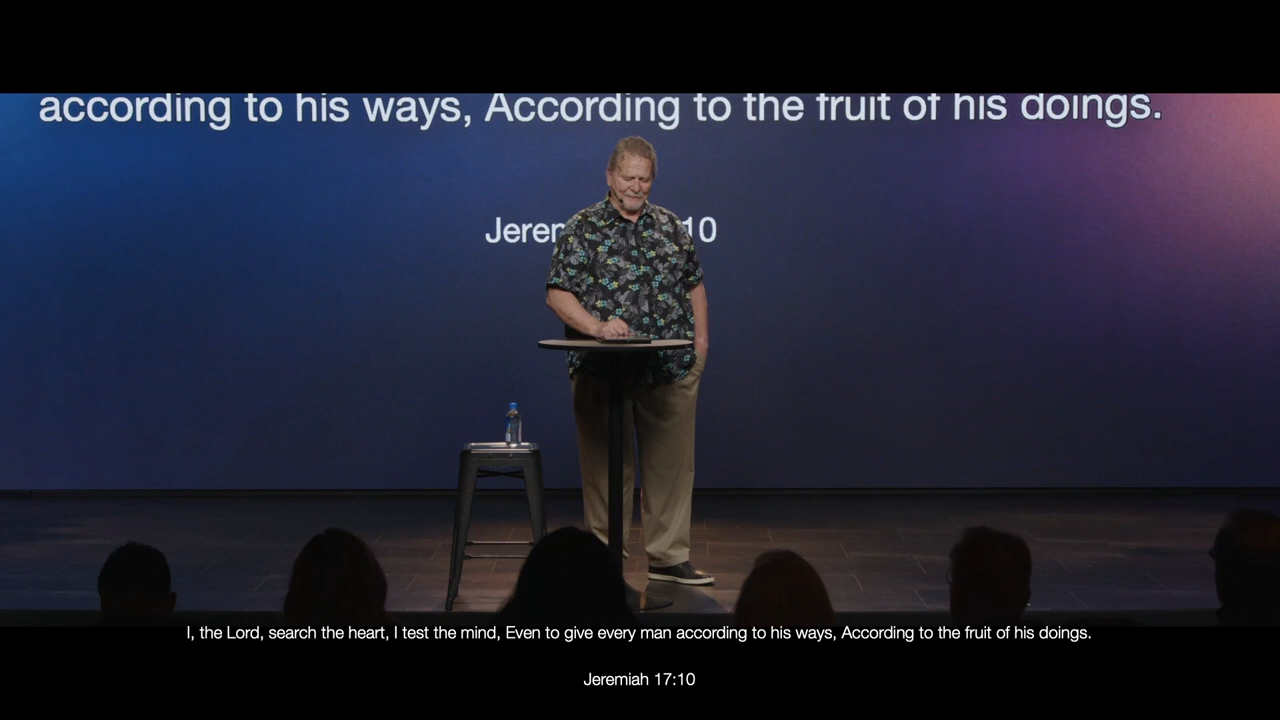 according to his ways, According to the fruit of his doings.
Jerem 10
I, the Lord, search the heart, I test the mind, Even to give every man according to his ways, According to the fruit of his doings.
Jeremiah 17:10